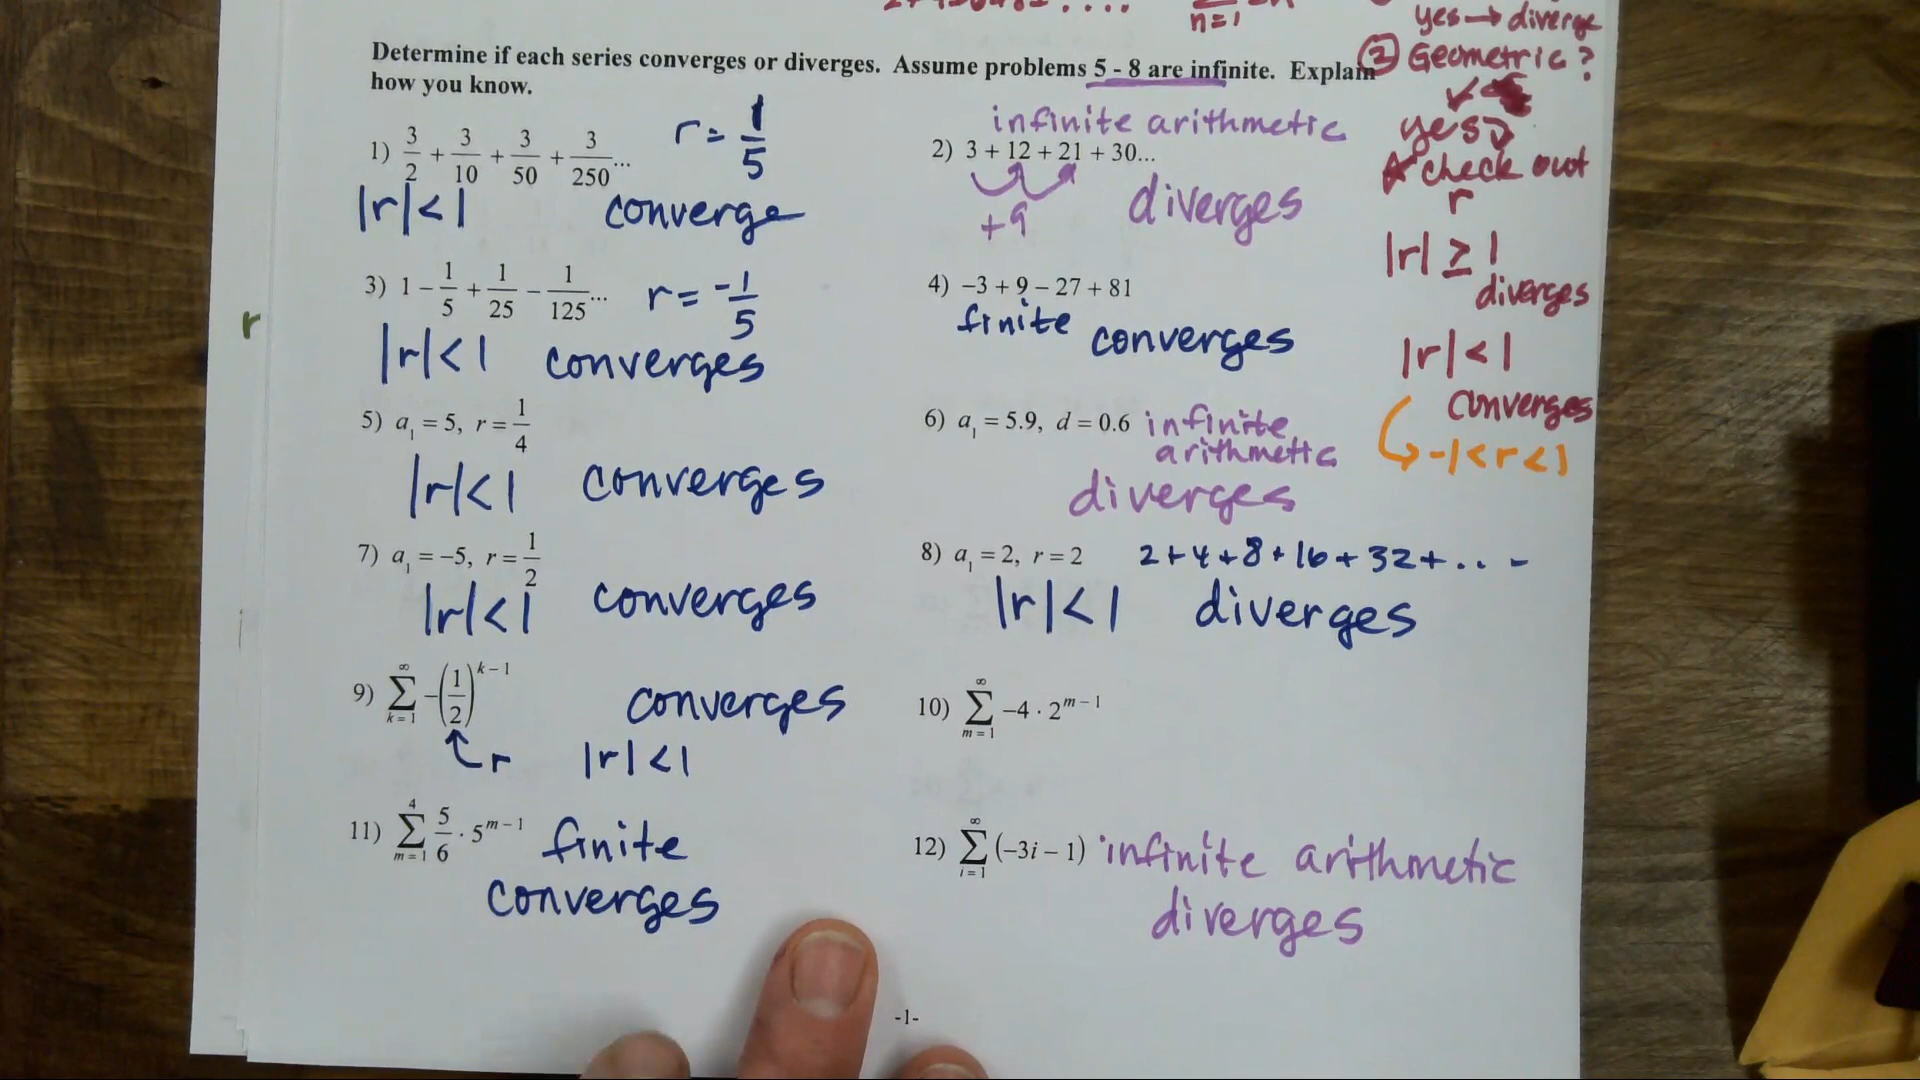 n=1
yes → diverge
Determine if each series converges or diverges. Assume problems 5 - 8 are infinite. Explain
how you know.
② Geometric?
yes
check out
r
|r| ≥ 1
diverges
|r| < 1
converges
-1 < r < 1
1) 3/2 + 3/10 + 3/50 + 3/250 ...
r = 1/5
|r| < 1 converge
infinite arithmetic
2) 3 + 12 + 21 + 30...
+9
diverges
3) 1 − 1/5 + 1/25 − 1/125 ...
r = -1/5
|r| < 1 converges
4) −3 + 9 − 27 + 81
finite converges
r
5) a₁ = 5, r = 1/4
|r| < 1 converges
6) a₁ = 5.9, d = 0.6 infinite
arithmetic
diverges
7) a₁ = −5, r = 1/2
|r| < 1 converges
8) a₁ = 2, r = 2 2+4+8+16+32+...
|r| < 1 diverges
9) ∑ k=1 ∞ −(1/2)^(k−1)
converges
r |r| < 1
10) ∑ m=1 ∞ −4 · 2^(m−1)
11) ∑ m=1 4 5/6 · 5^(m−1) finite
converges
12) ∑ i=1 ∞ (−3i − 1) infinite arithmetic
diverges
-1-